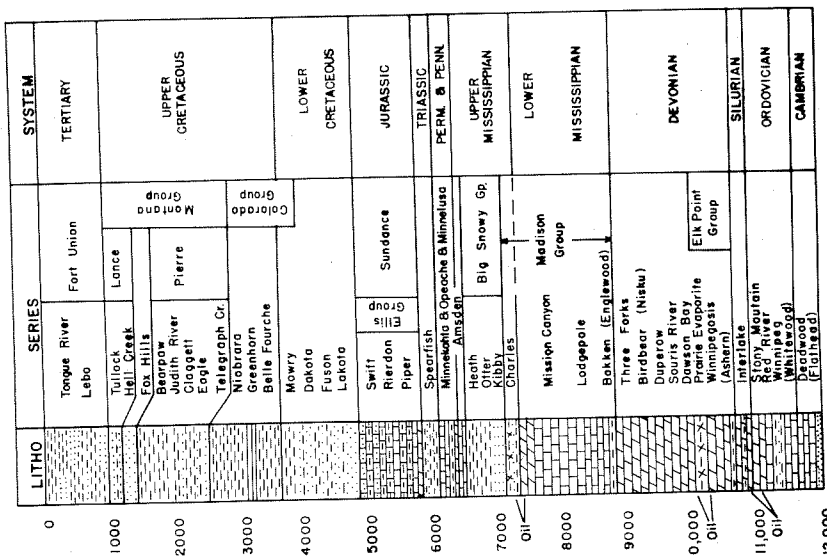 SYSTEM
TERTIARY
UPPER
CRETACEOUS
LOWER
CRETACEOUS
JURASSIC
TRIASSIC
PERM. & PENN.
UPPER
MISSISSIPPIAN
LOWER
MISSISSIPPIAN
DEVONIAN
SILURIAN
ORDOVICIAN
CAMBRIAN
SERIES
Tongue River
Lebo
Fort Union
Tullock
Hell Creek
Lance
Fox Hills
Bearpaw
Judith River
Claggett
Eagle
Pierre
Montana
Group
Telegraph Cr.
Niobrara
Greenhorn
Belle Fourche
Colorado
Group
Mowry
Dakota
Fuson
Lakota
Swift
Rierdon
Piper
Ellis
Group
Sundance
Spearfish
Minnekahta & Opeche & Minnelusa
Amsden
Heath
Otter
Kibby
Big Snowy Gp.
Charles
Mission Canyon
Lodgepole
Madison
Group
Bakken (Englewood)
Three Forks
Birdbear (Nisku)
Duperow
Souris River
Dawson Bay
Prairie Evaporite
Winnipegosis
(Ashern)
Elk Point
Group
Interlake
Stony Moutain
Red River
Winnipeg
(Whitewood)
Deadwood
(Flathead)
LITHO
0
1000
2000
3000
4000
5000
6000
7000
Oil
8000
9000
10,000
Oil
11,000
Oil